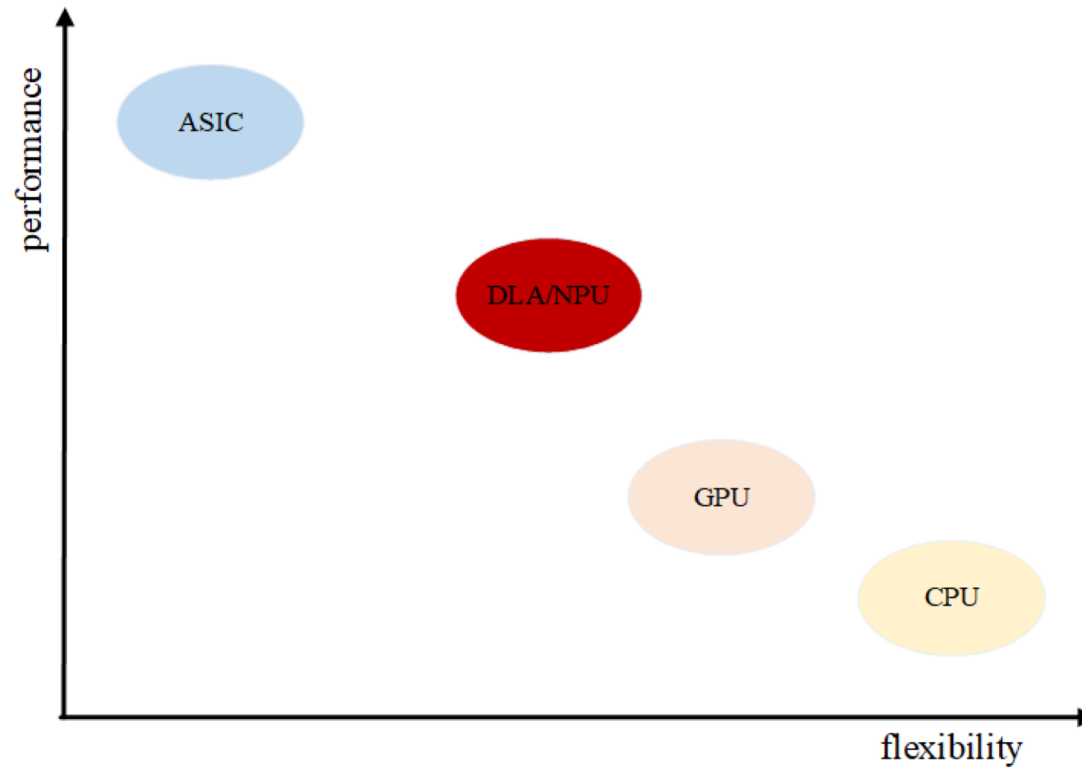 performance
ASIC
DLA/NPU
GPU
CPU
flexibility